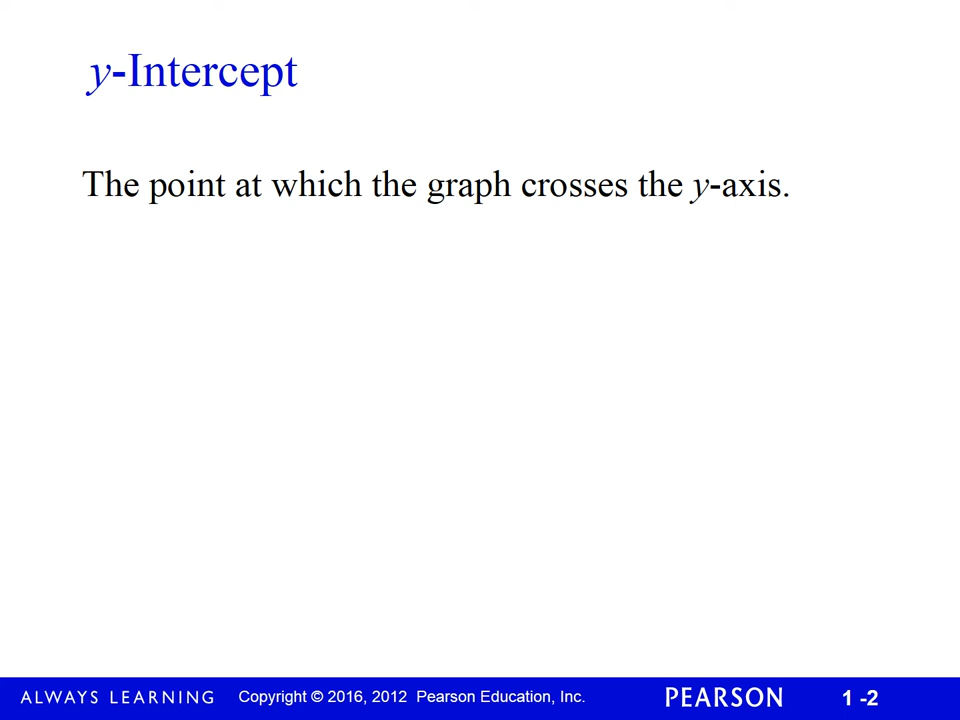 y-Intercept
The point at which the graph crosses the y-axis.
ALWAYS LEARNING Copyright © 2016, 2012 Pearson Education, Inc. PEARSON 1 -2